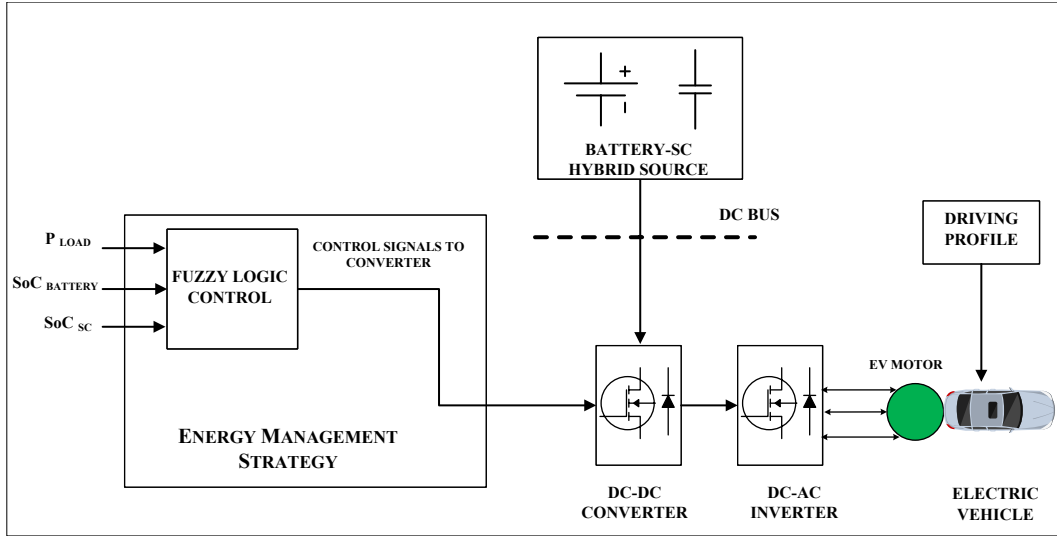 +
BATTERY-SC
HYBRID SOURCE
DC BUS
DRIVING
PROFILE
P LOAD
SoC BATTERY
SoC SC
FUZZY LOGIC
CONTROL
CONTROL SIGNALS TO
CONVERTER
ENERGY MANAGEMENT
STRATEGY
EV MOTOR
DC-DC
CONVERTER
DC-AC
INVERTER
ELECTRIC
VEHICLE